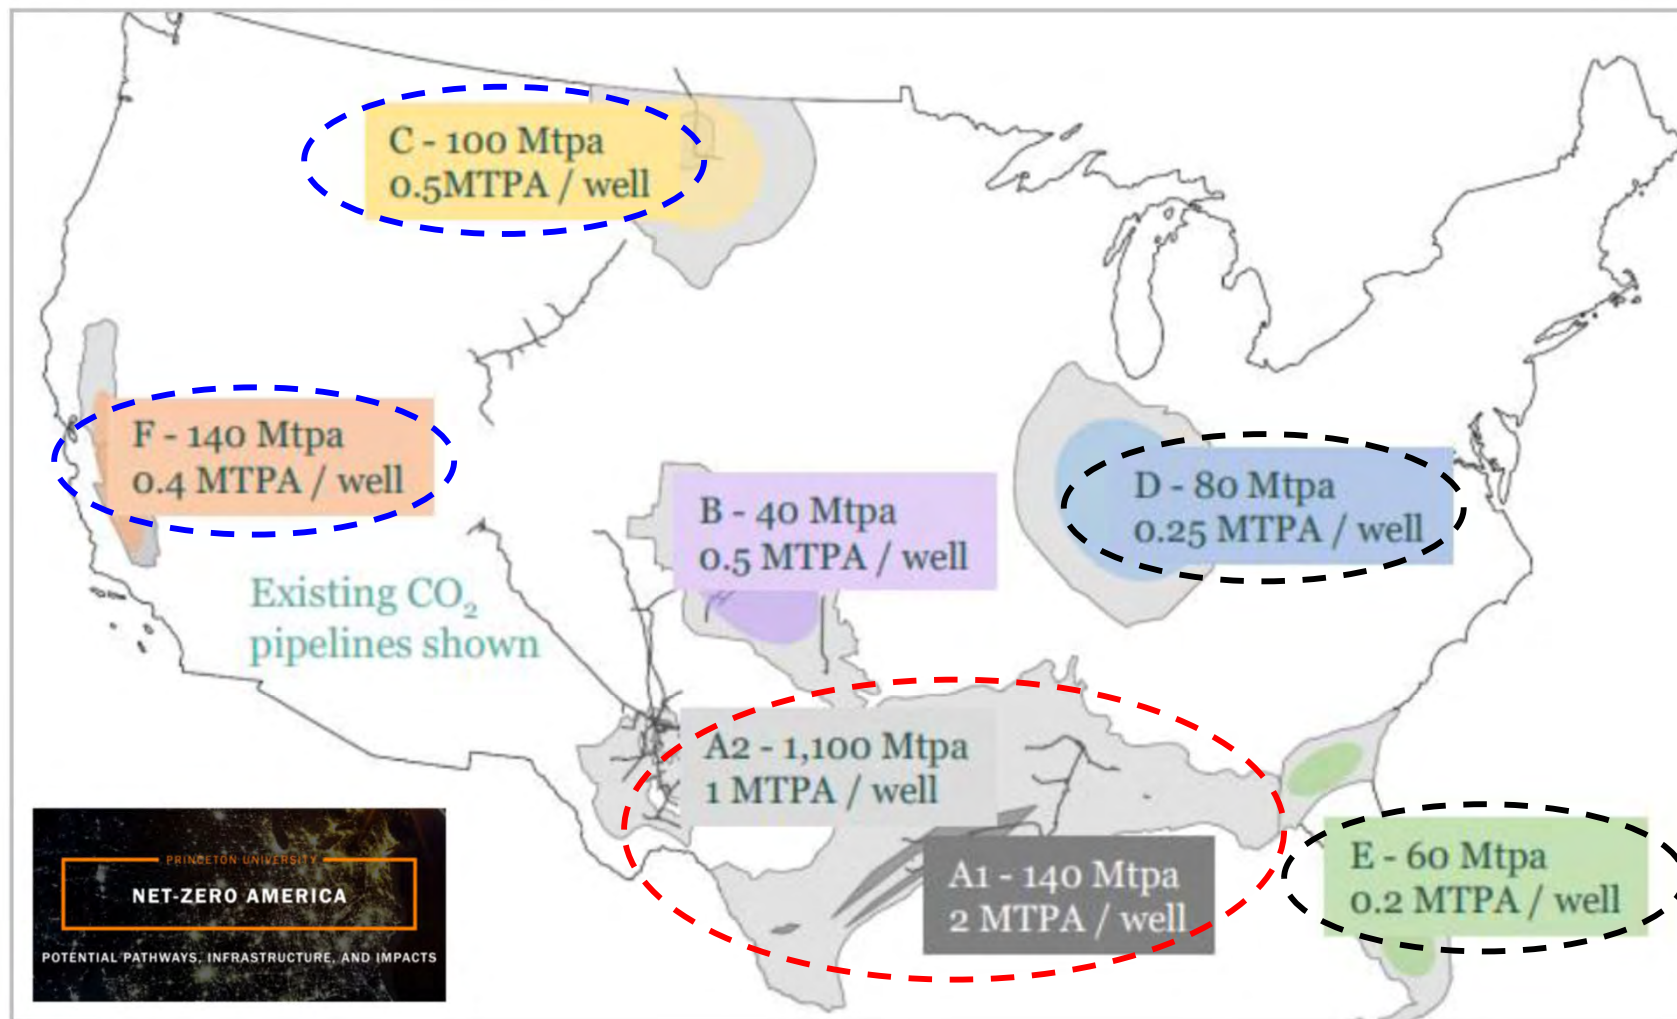 C - 100 Mtpa
0.5MTPA / well
F - 140 Mtpa
0.4 MTPA / well
B - 40 Mtpa
0.5 MTPA / well
D - 80 Mtpa
0.25 MTPA / well
Existing CO₂
pipelines shown
A2 - 1,100 Mtpa
1 MTPA / well
A1 - 140 Mtpa
2 MTPA / well
E - 60 Mtpa
0.2 MTPA / well
PRINCETON UNIVERSITY
NET-ZERO AMERICA
POTENTIAL PATHWAYS, INFRASTRUCTURE, AND IMPACTS